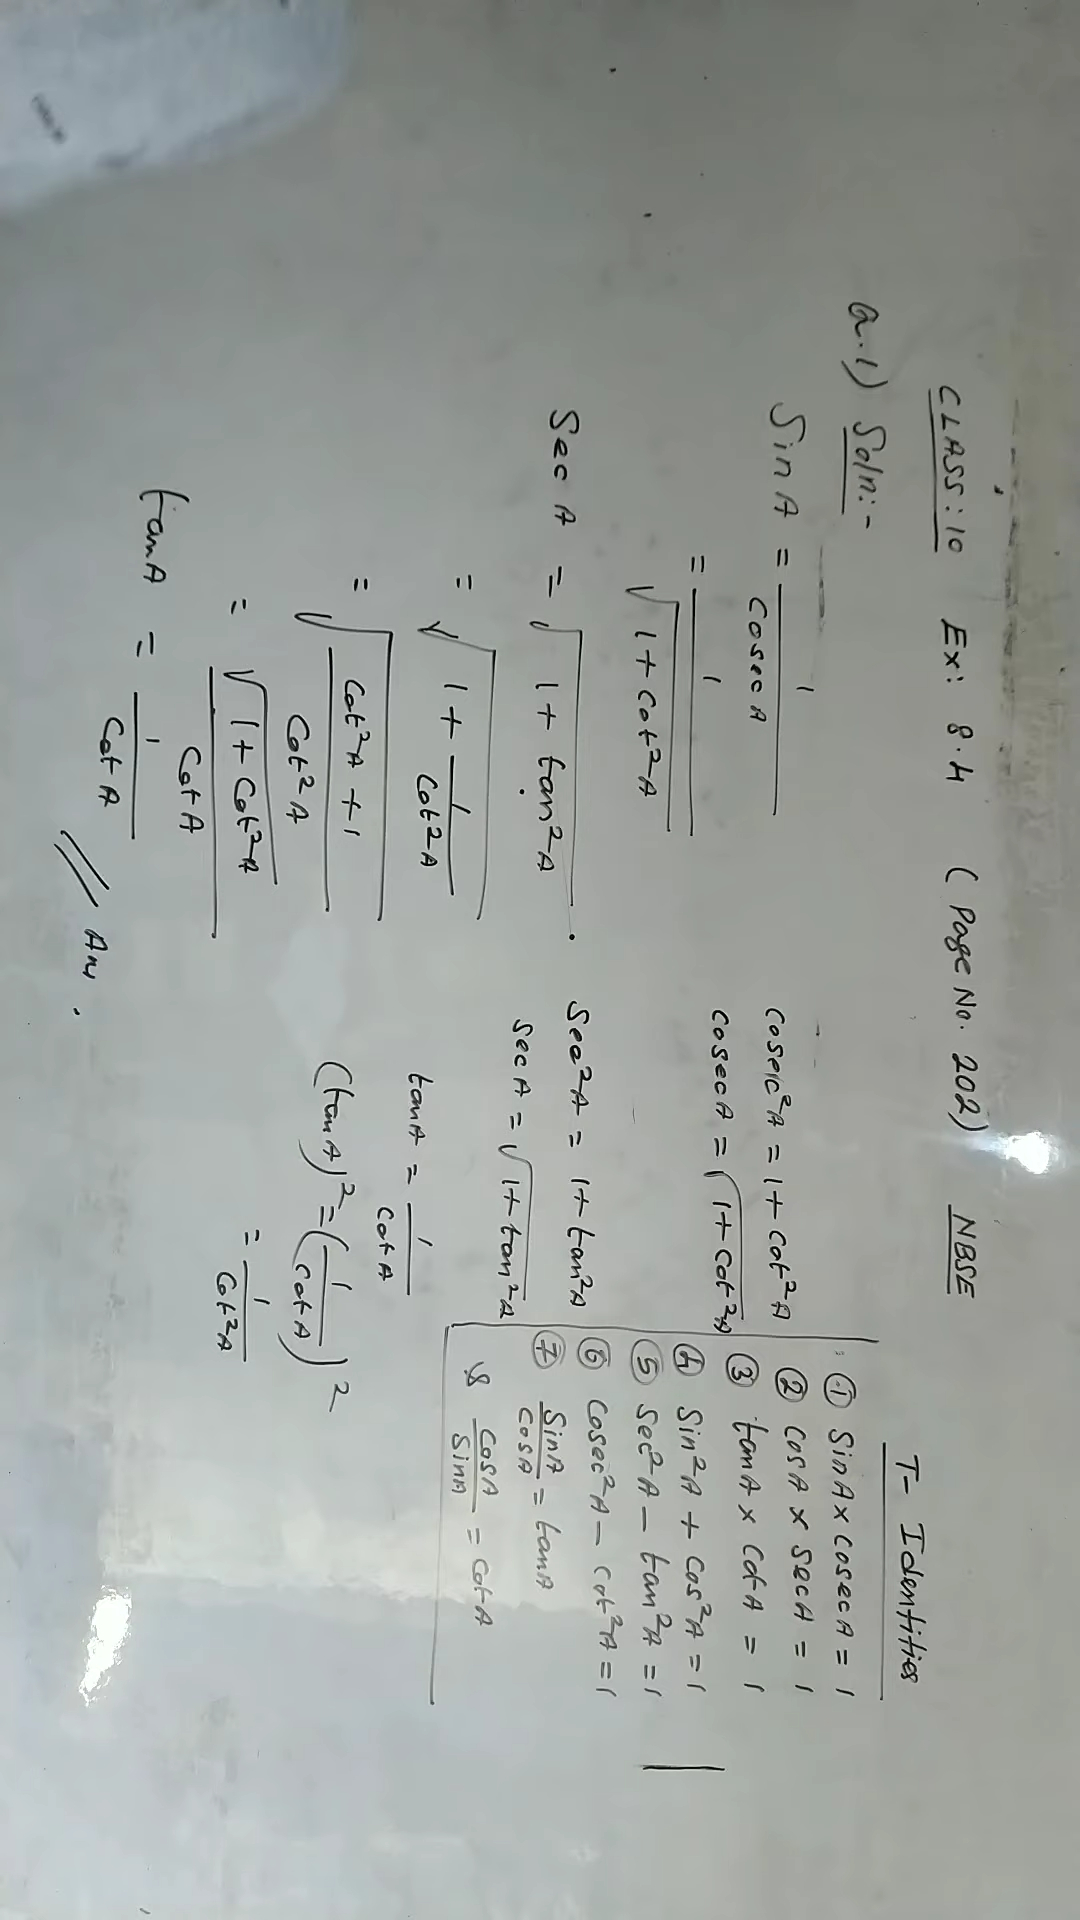 CLASS: 10 Ex: 8.4 (Page No. 202) NBSE
Q.1) Soln:-
Sin A = 1/Cosec A
= 1/√(1 + Cot²A)
Sec A = √(1 + tan²A)
= √(1 + 1/Cot²A)
= √((Cot²A + 1)/Cot²A)
= √(1 + Cot²A)/Cot A
tan A = 1/Cot A
// Ans.
Cosec²A = 1 + Cot²A
Cosec A = √(1 + Cot²A)
Sec²A = 1 + tan²A
Sec A = √(1 + tan²A)
tan A = 1/Cot A
(tan A)² = (1/Cot A)²
= 1/Cot²A
T- Identities
① Sin A × Cosec A = 1
② Cos A × Sec A = 1
③ tan A × Cot A = 1
④ Sin²A + Cos²A = 1
⑤ Sec²A - tan²A = 1
⑥ Cosec²A - Cot²A = 1
⑦ Sin A/Cos A = tan A
& Cos A/Sin A = Cot A